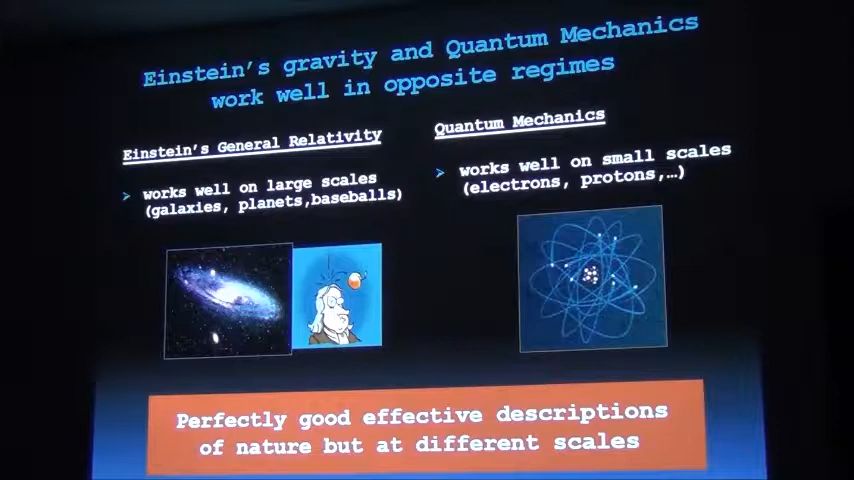 Einstein's gravity and Quantum Mechanics
work well in opposite regimes
Einstein's General Relativity
➢ works well on large scales
(galaxies, planets,baseballs)
Quantum Mechanics
➢ works well on small scales
(electrons, protons,…)
Perfectly good effective descriptions
of nature but at different scales